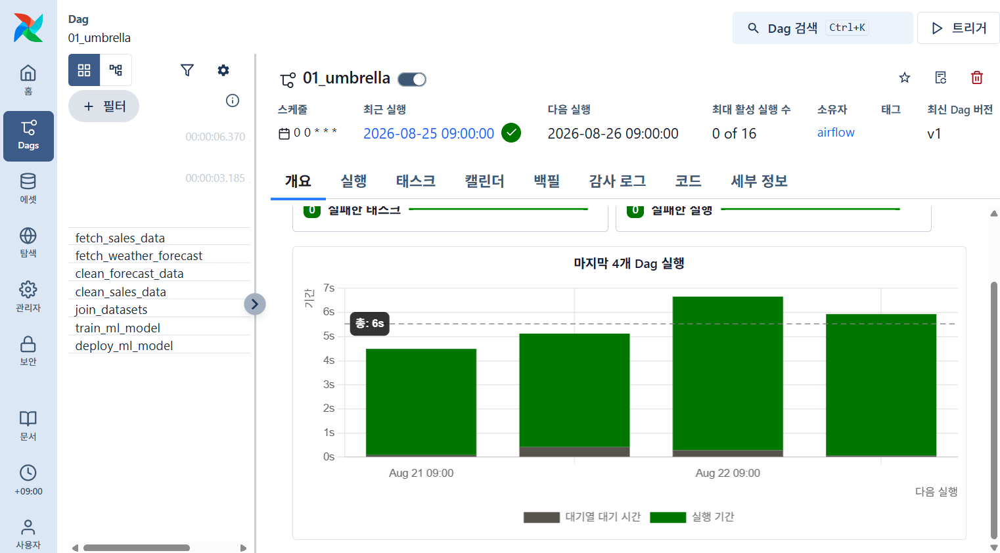 Dag
01_umbrella
Dag 검색 Ctrl+K
트리거
홈
Dags
에셋
탐색
관리자
보안
문서
+09:00
사용자
필터
00:00:06.370
00:00:03.185
fetch_sales_data
fetch_weather_forecast
clean_forecast_data
clean_sales_data
join_datasets
train_ml_model
deploy_ml_model
01_umbrella
스케줄 최근 실행 다음 실행 최대 활성 실행 수 소유자 태그 최신 Dag 버전
0 0 * * * 2026-08-25 09:00:00 2026-08-26 09:00:00 0 of 16 airflow v1
개요 실행 태스크 캘린더 백필 감사 로그 코드 세부 정보
0 실패한 태스크 0 실패한 실행
마지막 4개 Dag 실행
기간
7s
6s
총: 6s
5s
4s
3s
2s
1s
0s
Aug 21 09:00 Aug 22 09:00
다음 실행
대기열 대기 시간 실행 기간